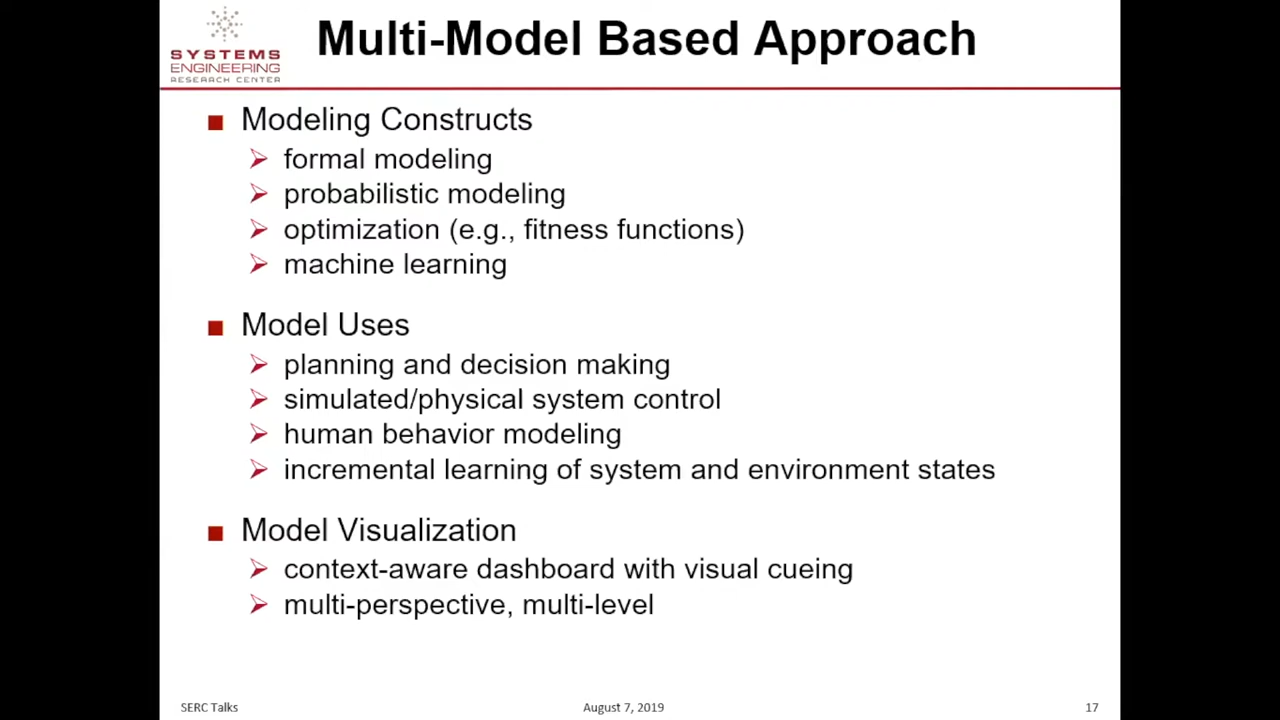 SYSTEMS
ENGINEERING
RESEARCH CENTER
Multi-Model Based Approach
Modeling Constructs
formal modeling
probabilistic modeling
optimization (e.g., fitness functions)
machine learning
Model Uses
planning and decision making
simulated/physical system control
human behavior modeling
incremental learning of system and environment states
Model Visualization
context-aware dashboard with visual cueing
multi-perspective, multi-level
SERC Talks
August 7, 2019
17